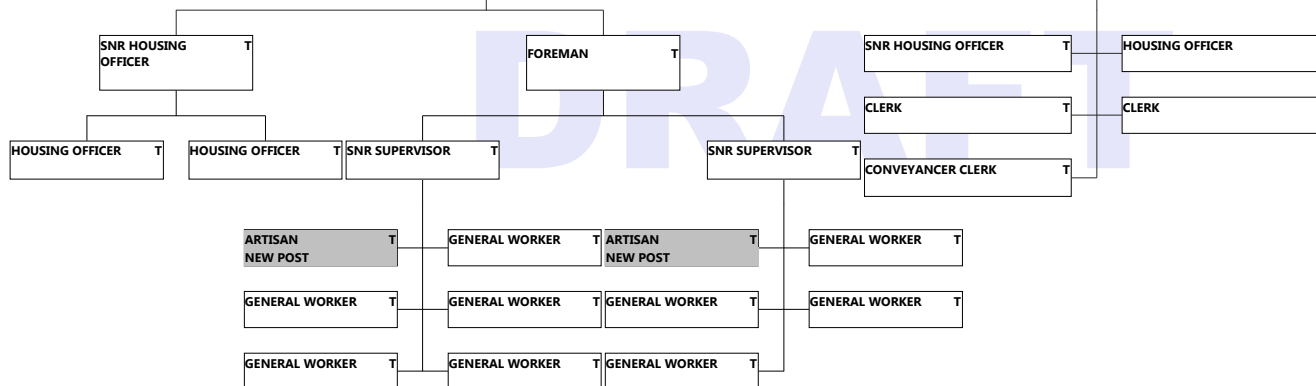 DRAFT
SNR HOUSING OFFICER T
FOREMAN T
SNR HOUSING OFFICER T
HOUSING OFFICER
CLERK T
CLERK
HOUSING OFFICER T
HOUSING OFFICER T
SNR SUPERVISOR T
SNR SUPERVISOR T
CONVEYANCER CLERK T
ARTISAN T
NEW POST
GENERAL WORKER T
ARTISAN T
NEW POST
GENERAL WORKER T
GENERAL WORKER T
GENERAL WORKER T
GENERAL WORKER T
GENERAL WORKER T
GENERAL WORKER T
GENERAL WORKER T
GENERAL WORKER T